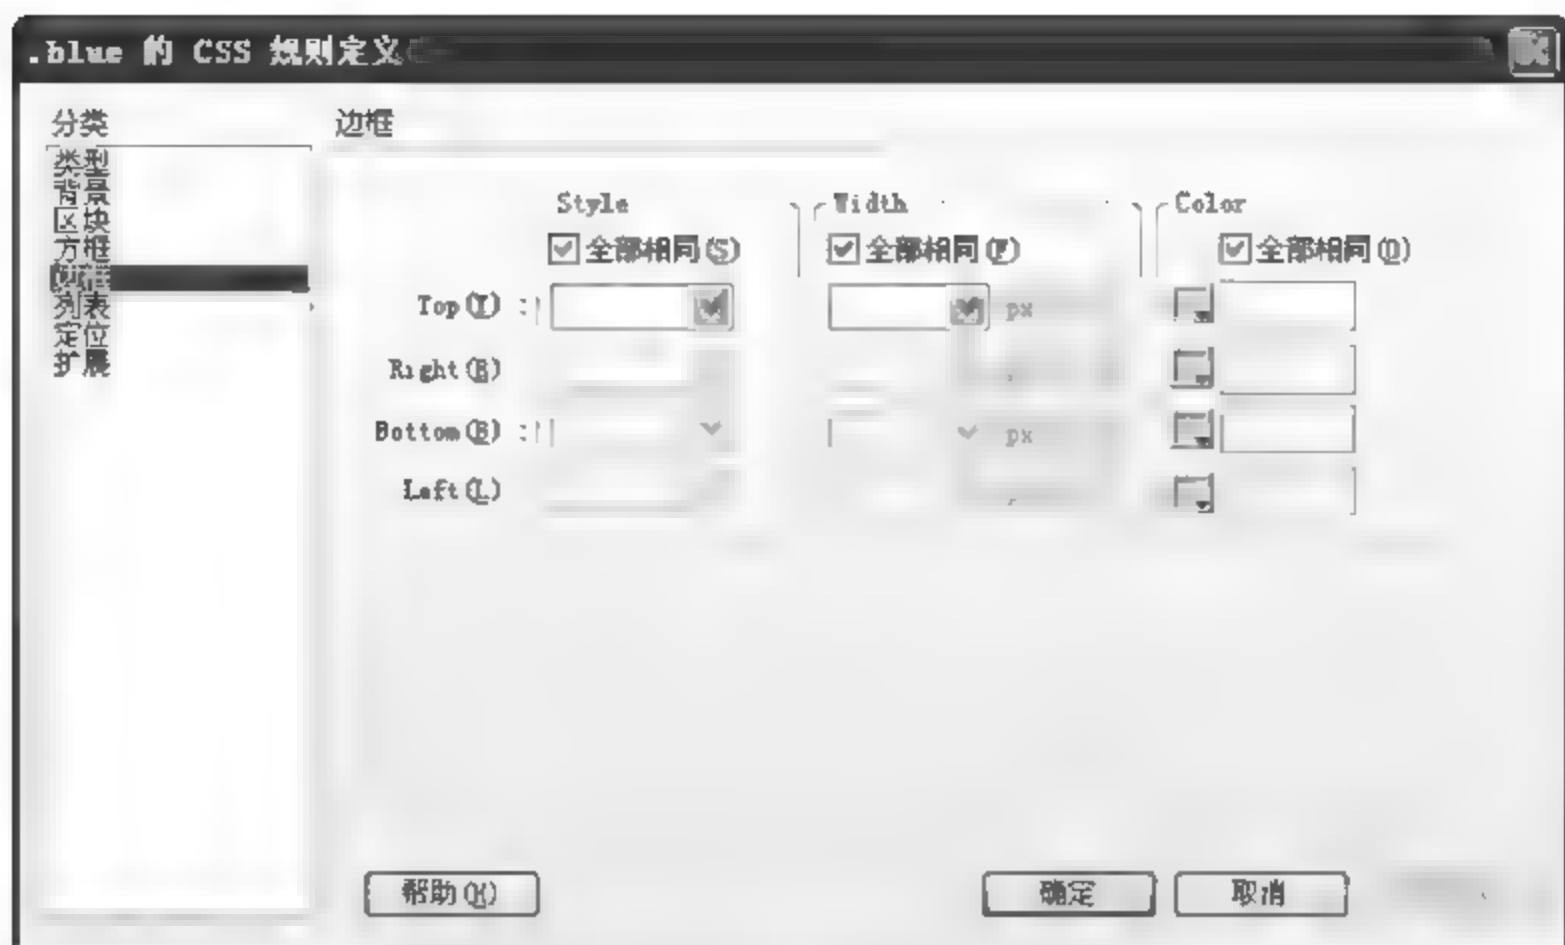 .blue 的 CSS 规则定义
分类
类型
背景
区块
方框
边框
列表
定位
扩展
边框
Style Width Color
全部相同(S) 全部相同(F) 全部相同(O)
Top(T) : px
Right(R)
Bottom(B) : px
Left(L)
帮助(H) 确定 取消